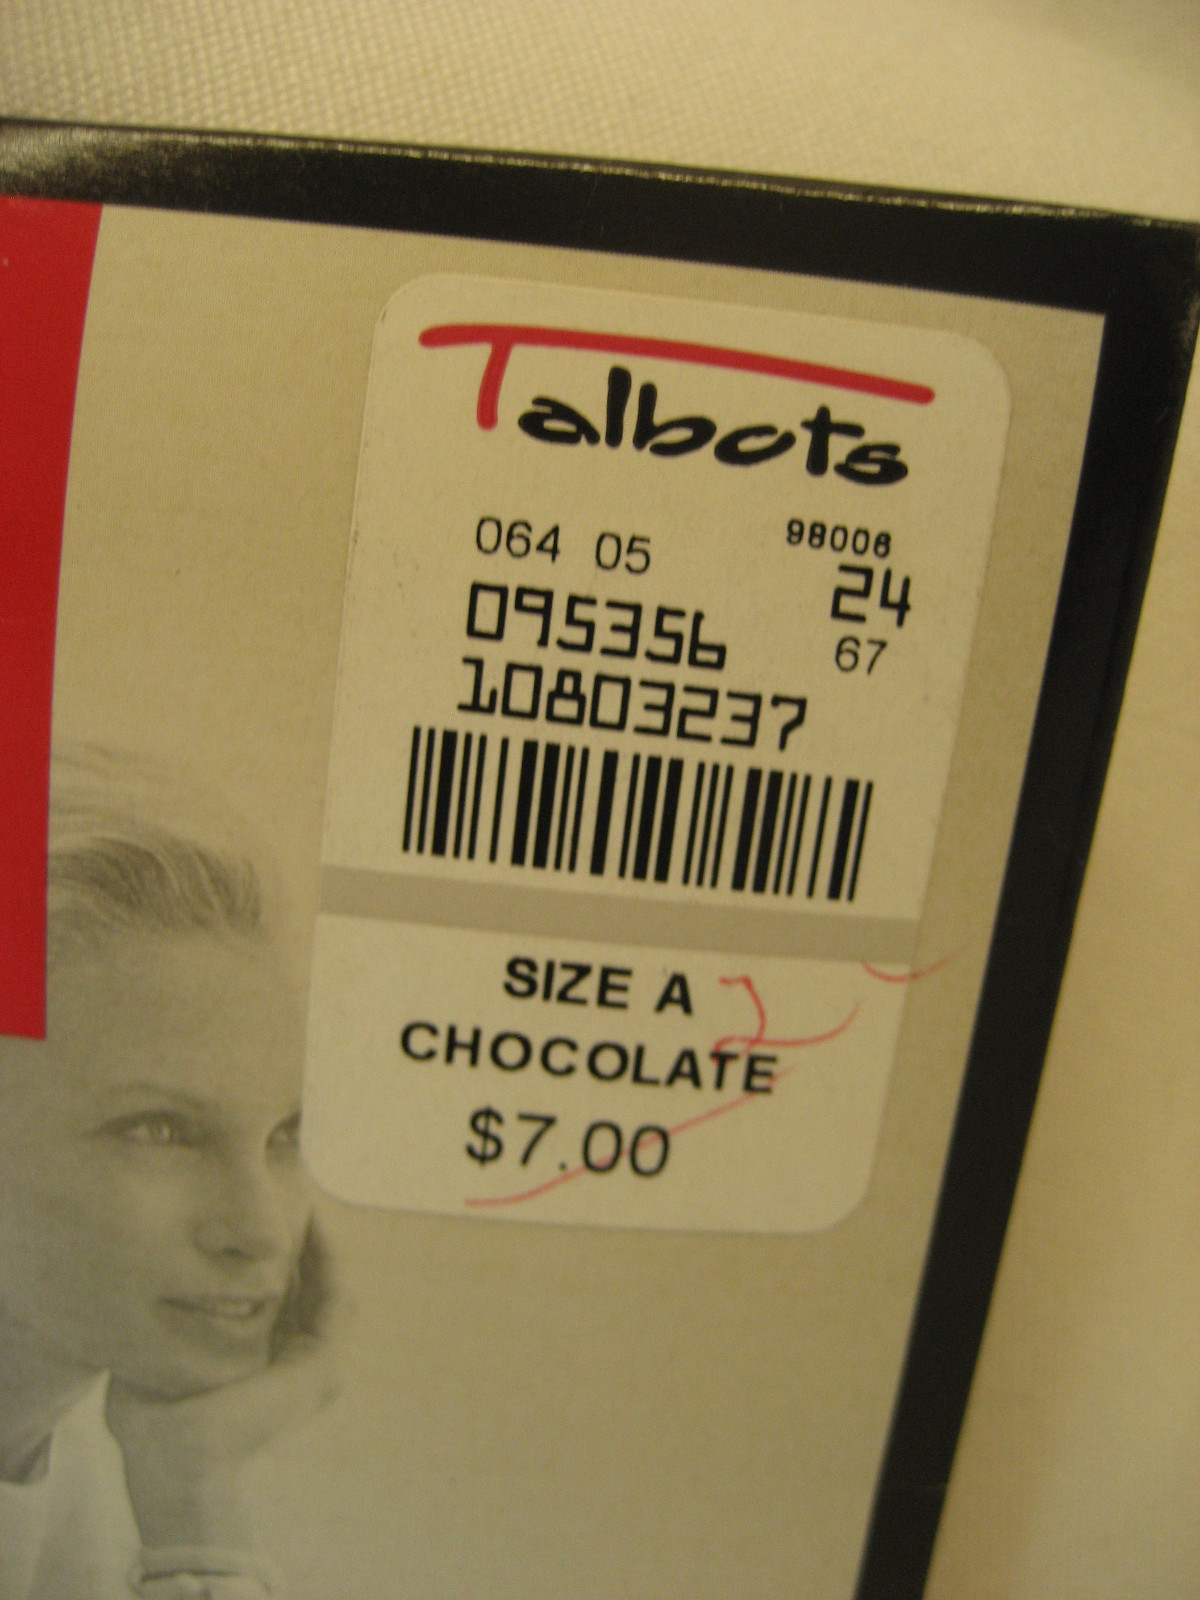 Talbots
064 05 98006
095356 24
67
10803237
SIZE A
CHOCOLATE
$7.00